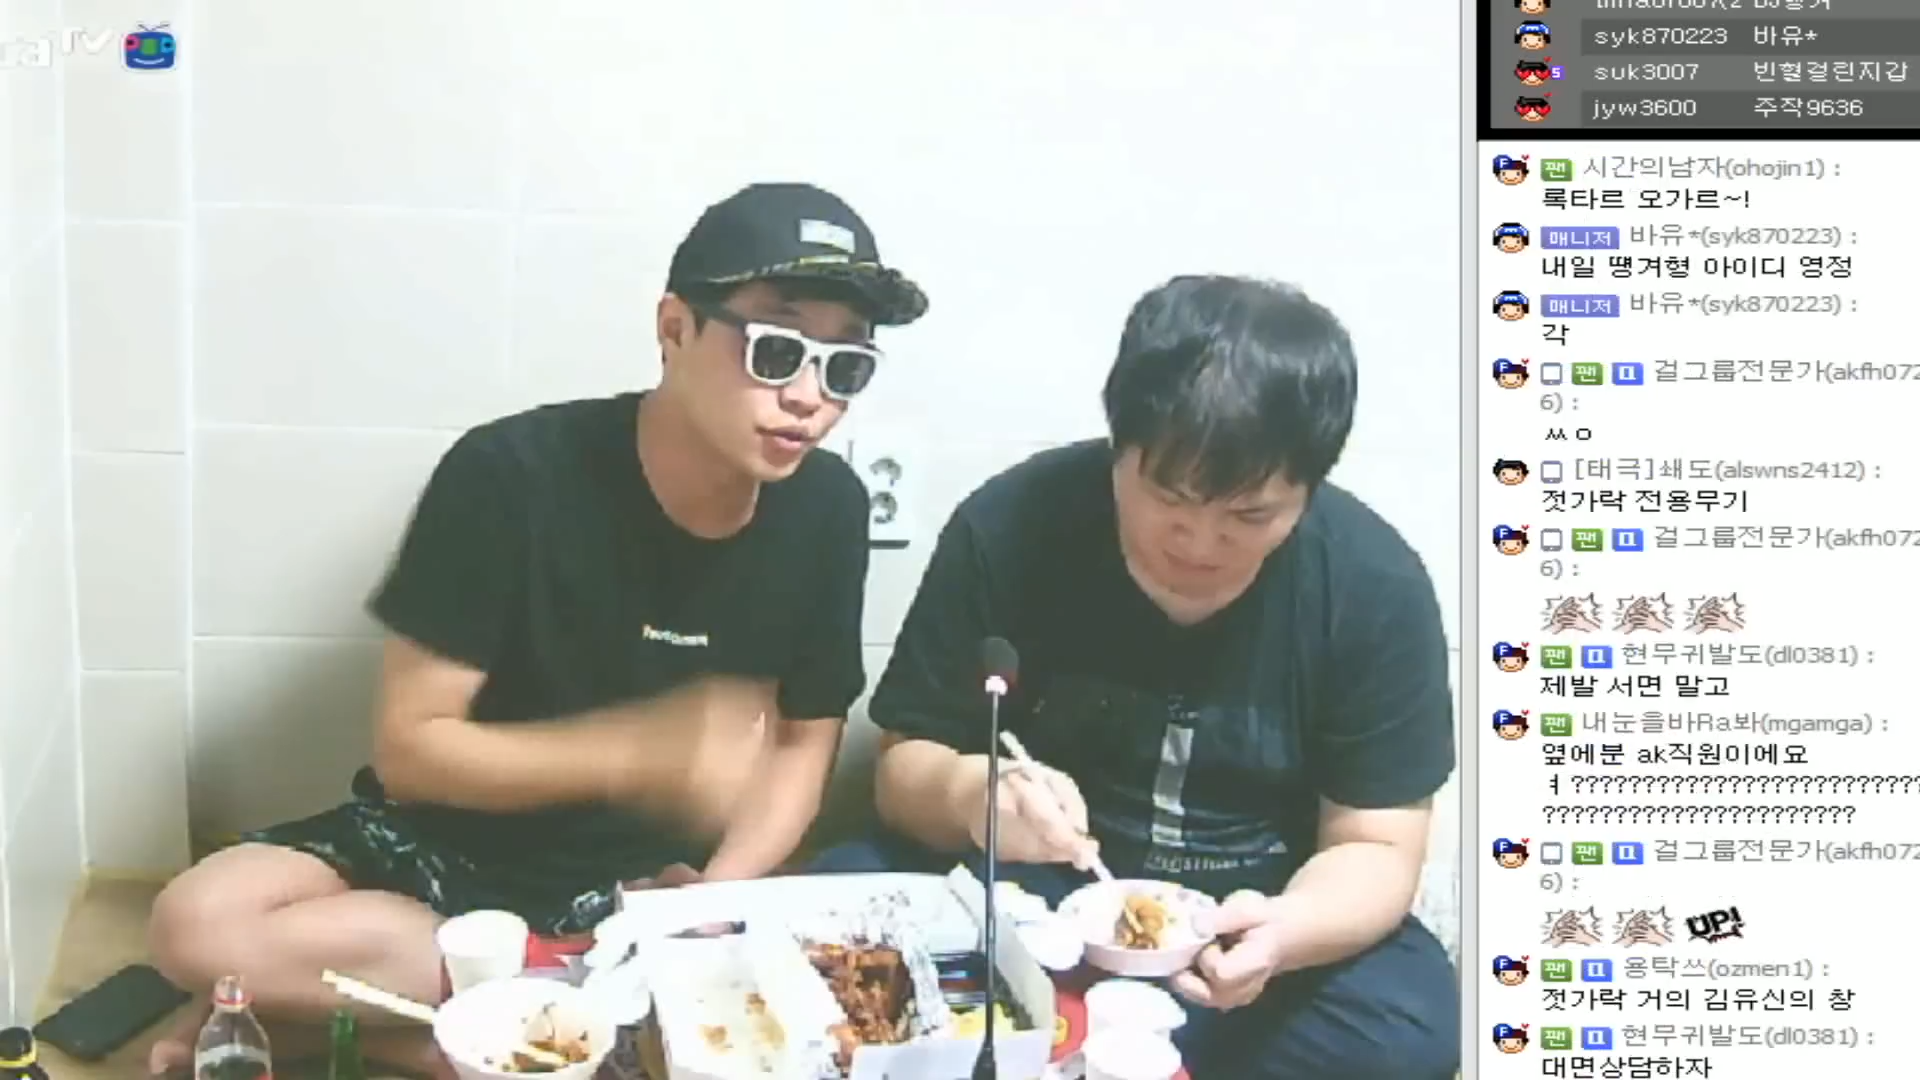 TV
syk870223 바유*
suk3007 빈혈걸린지갑
jyw3600 주작9636
팬 시간의남자(ohojin1) :
록타르 오가르~!
매니저 바유*(syk870223) :
내일 떙겨형 아이디 영정
매니저 바유*(syk870223) :
각
팬 걸그룹전문가(akfh072
6) :
ㅆㅇ
[태극]쇄도(alswns2412) :
젓가락 전용무기
팬 걸그룹전문가(akfh072
6) :
팬 현무귀발도(dl0381) :
제발 서면 말고
팬 내눈을바Ra봐(mgamga) :
옆에분 ak직원이에요
ㅕ?????????????????????????
??????????????????????
팬 걸그룹전문가(akfh072
6) :
UP!
팬 용탁쓰(ozmen1) :
젓가락 거의 김유신의 창
팬 현무귀발도(dl0381) :
대면상담하자